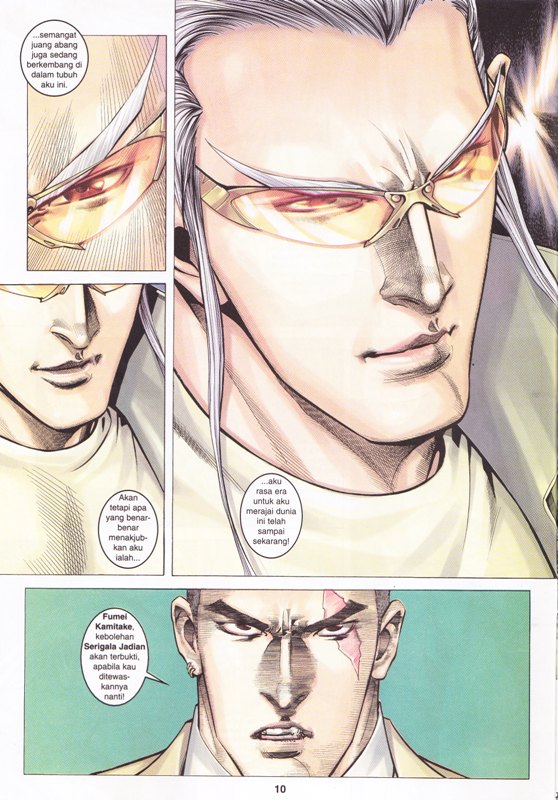 ...semangat
juang abang
juga sedang
berkembang di
dalam tubuh
aku ini.
Akan
tetapi apa
yang benar-
benar
menakjub-
kan aku
ialah...
...aku
rasa era
untuk aku
merajai dunia
ini telah
sampai
sekarang!
Fumei
Kamitake,
kebolehan
Serigala Jadian
akan terbukti,
apabila kau
ditewas-
kannya
nanti!
10